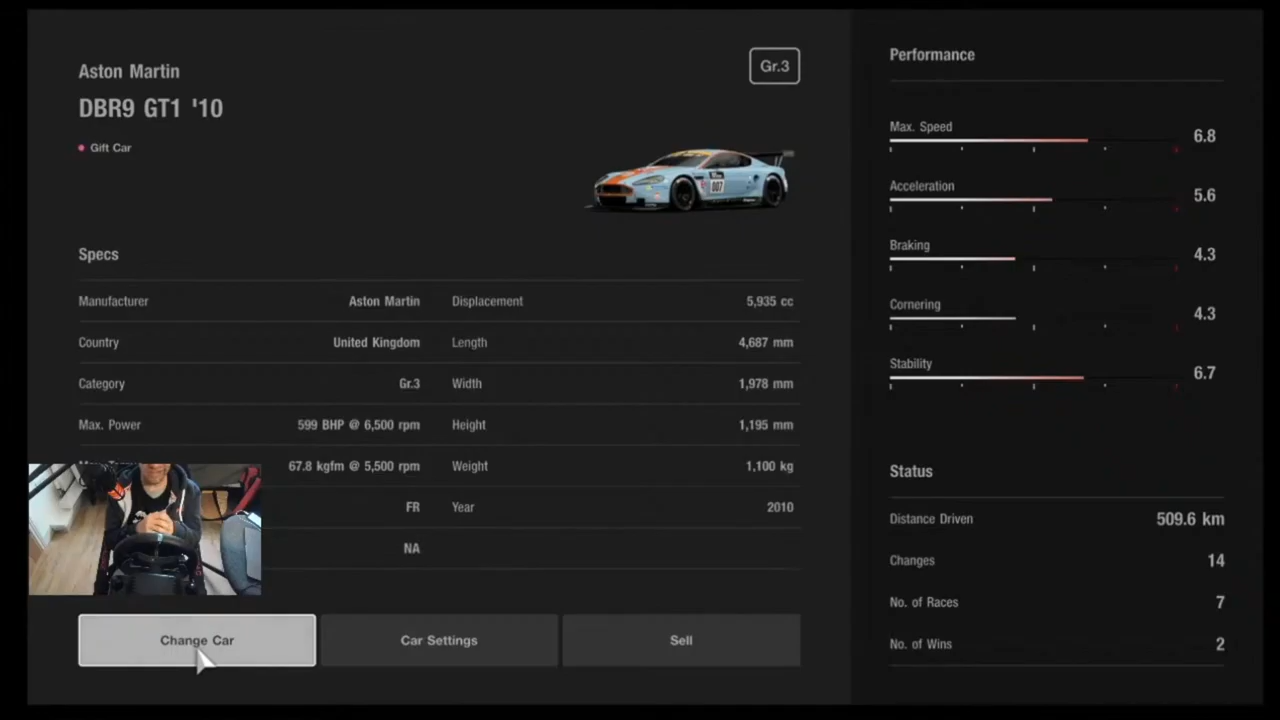 Aston Martin
Gr.3
DBR9 GT1 '10
Gift Car
007
Specs
Manufacturer Aston Martin Displacement 5,935 cc
Country United Kingdom Length 4,687 mm
Category Gr.3 Width 1,978 mm
Max. Power 599 BHP @ 6,500 rpm Height 1,195 mm
67.8 kgfm @ 5,500 rpm Weight 1,100 kg
FR Year 2010
NA
Change Car Car Settings Sell
Performance
Max. Speed 6.8
Acceleration 5.6
Braking 4.3
Cornering 4.3
Stability 6.7
Status
Distance Driven 509.6 km
Changes 14
No. of Races 7
No. of Wins 2